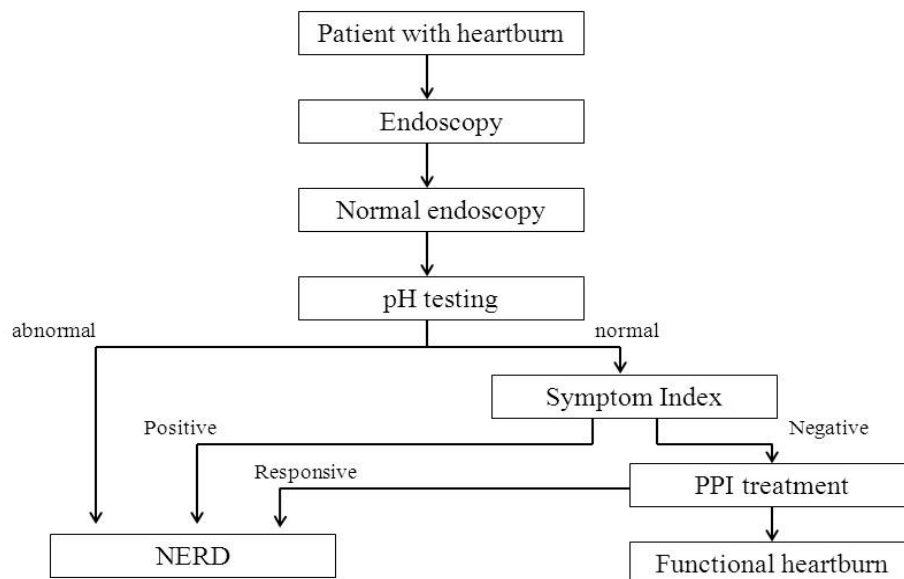 Patient with heartburn
Endoscopy
Normal endoscopy
pH testing
abnormal
normal
Symptom Index
Positive
Negative
Responsive
PPI treatment
NERD
Functional heartburn